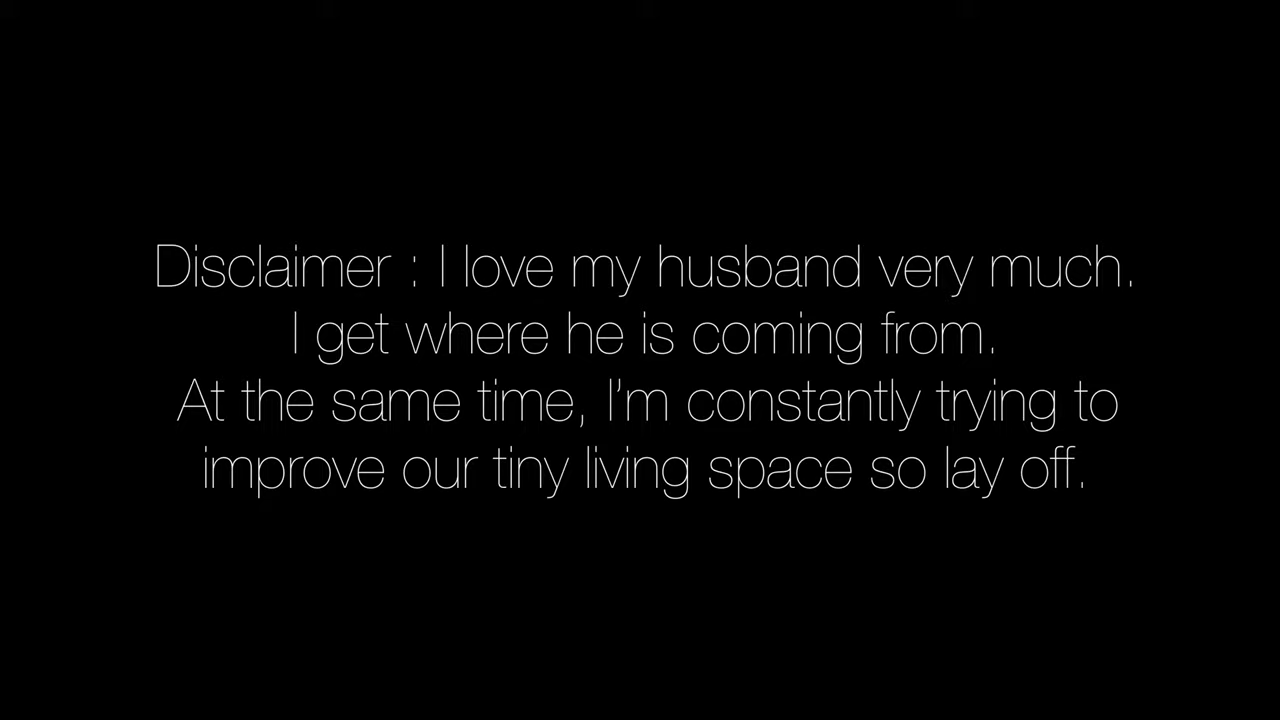 Disclaimer : I love my husband very much.
I get where he is coming from.
At the same time, I'm constantly trying to
improve our tiny living space so lay off.